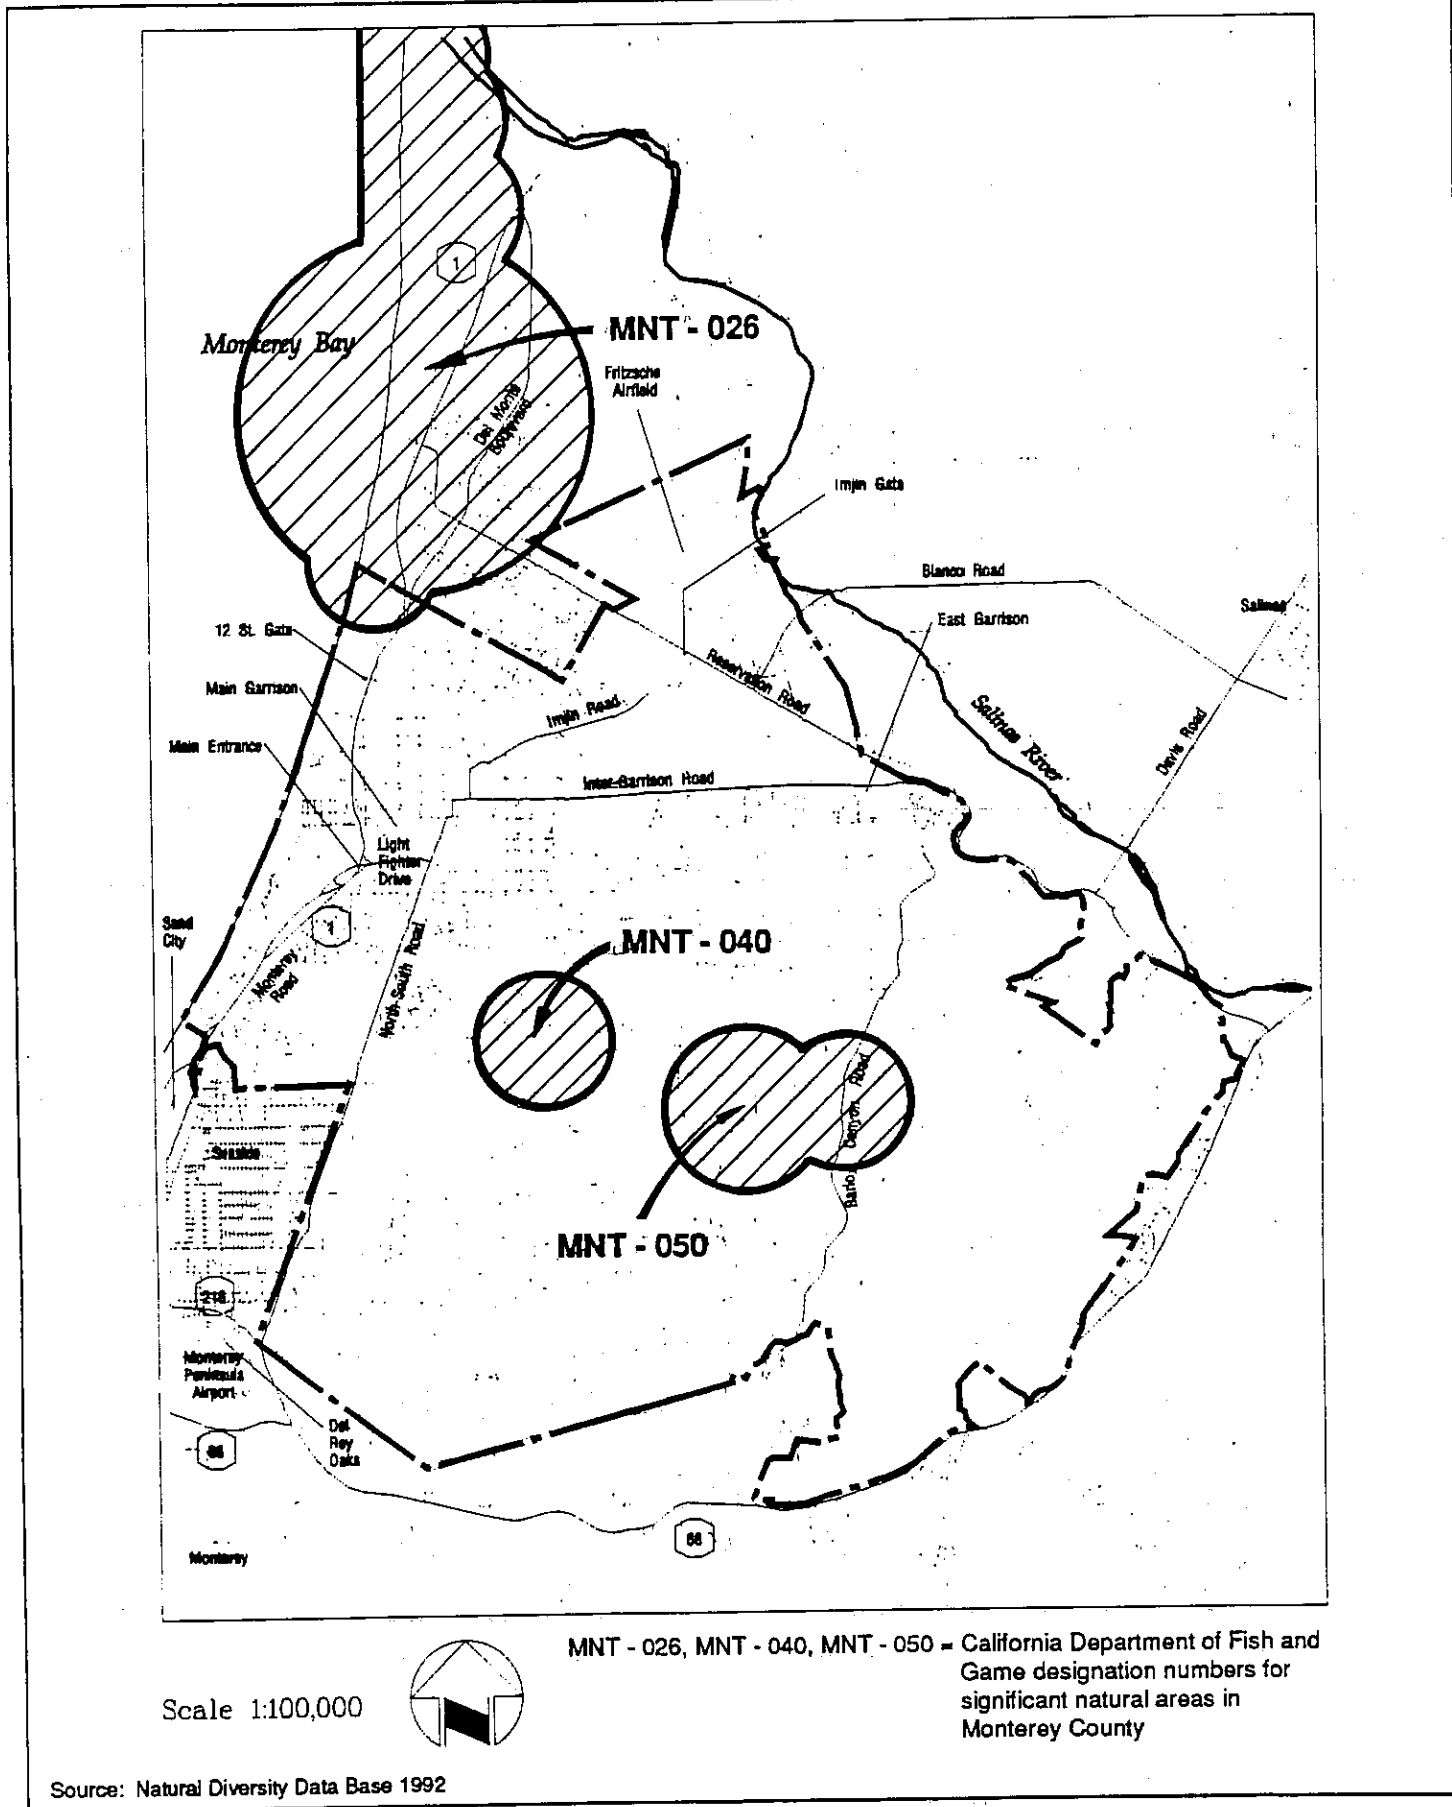 1
Monterey Bay
MNT - 026
Fritzsche
Airfield
Del Monte
Boulevard
Imjin Gate
Blanco Road
Salinas
East Garrison
12 St. Gate
Reservation Road
Main Garrison
Imjin Road
Salinas River
Davis Road
Main Entrance
Inter-Garrison Road
Light
Fighter
Drive
Sand
City
1
MNT - 040
Monterey
Road
North-South Road
Canyon Road
Seaside
MNT - 050
218
Monterey
Peninsula
Airport
Del
Rey
Oaks
68
68
Monterey
MNT - 026, MNT - 040, MNT - 050 = California Department of Fish and
Game designation numbers for
significant natural areas in
Monterey County
Scale 1:100,000
Source: Natural Diversity Data Base 1992